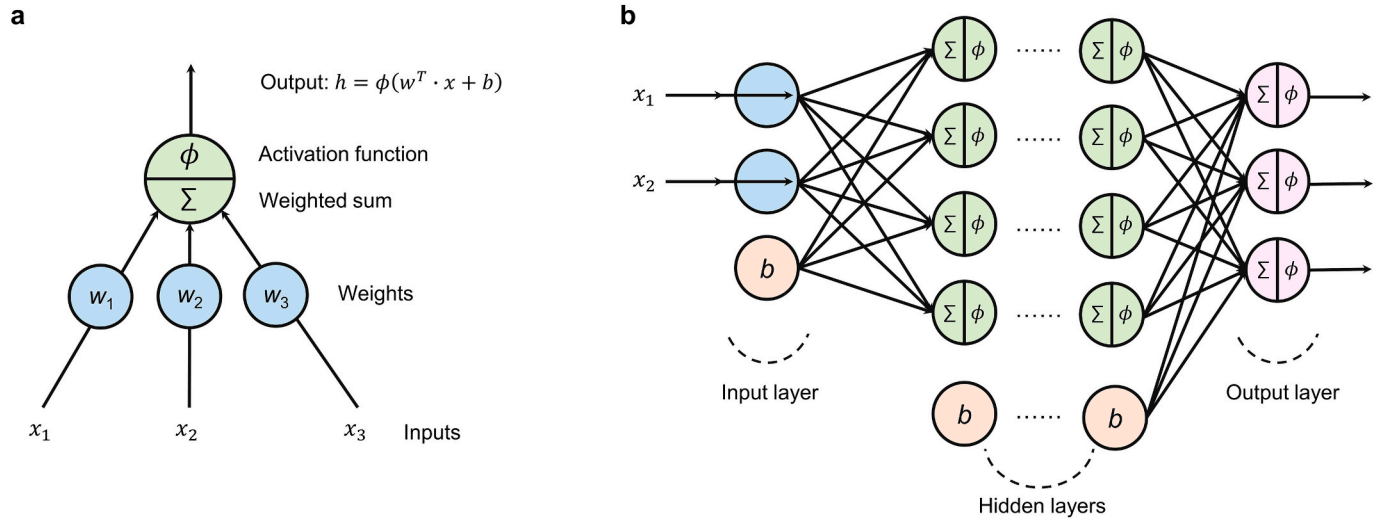 a
Output: h = ϕ(wᵀ · x + b)
ϕ
Activation function
Σ
Weighted sum
w₁ w₂ w₃ Weights
x₁ x₂ x₃ Inputs
b
Σ ϕ ...... Σ ϕ
x₁ Σ ϕ
Σ ϕ ...... Σ ϕ
x₂ Σ ϕ
Σ ϕ ...... Σ ϕ
b Σ ϕ
Σ ϕ ...... Σ ϕ
Input layer Output layer
b ...... b
Hidden layers